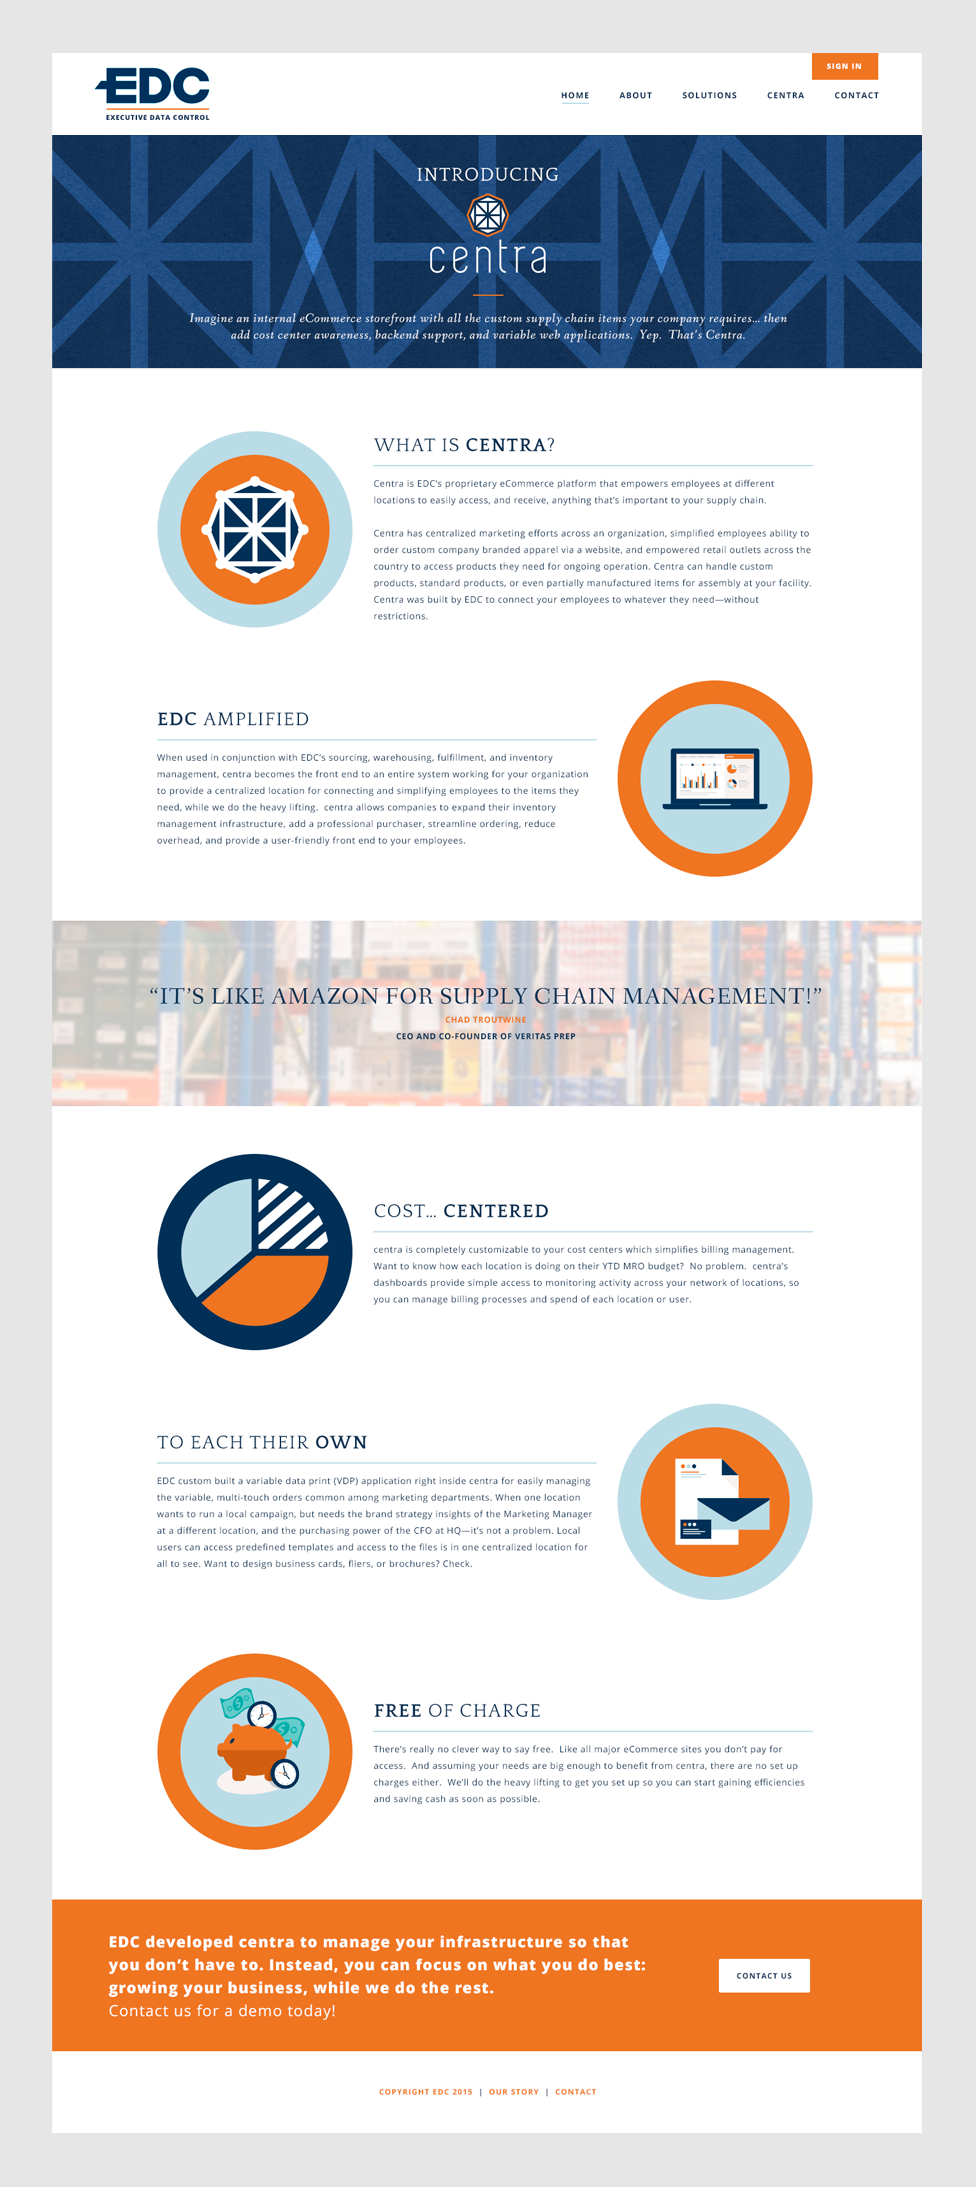 SIGN IN
EDC
EXECUTIVE DATA CONTROL
HOME ABOUT SOLUTIONS CENTRA CONTACT
INTRODUCING
centra
Imagine an internal eCommerce storefront with all the custom supply chain items your company requires... then
add cost center awareness, backend support, and variable web applications. Yep. That's Centra.
WHAT IS CENTRA?
Centra is EDC's proprietary eCommerce platform that empowers employees at different
locations to easily access, and receive, anything that's important to your supply chain.
Centra has centralized marketing efforts across an organization, simplified employees ability to
order custom company branded apparel via a website, and empowered retail outlets across the
country to access products they need for ongoing operation. Centra can handle custom
products, standard products, or even partially manufactured items for assembly at your facility.
Centra was built by EDC to connect your employees to whatever they need—without
restrictions.
EDC AMPLIFIED
When used in conjunction with EDC's sourcing, warehousing, fulfillment, and inventory
management, centra becomes the front end to an entire system working for your organization
to provide a centralized location for connecting and simplifying employees to the items they
need, while we do the heavy lifting. centra allows companies to expand their inventory
management infrastructure, add a professional purchaser, streamline ordering, reduce
overhead, and provide a user-friendly front end to your employees.
“IT’S LIKE AMAZON FOR SUPPLY CHAIN MANAGEMENT!”
CHAD TROUTWINE
CEO AND CO-FOUNDER OF VERITAS PREP
COST... CENTERED
centra is completely customizable to your cost centers which simplifies billing management.
Want to know how each location is doing on their YTD MRO budget? No problem. centra's
dashboards provide simple access to monitoring activity across your network of locations, so
you can manage billing processes and spend of each location or user.
TO EACH THEIR OWN
EDC custom built a variable data print (VDP) application right inside centra for easily managing
the variable, multi-touch orders common among marketing departments. When one location
wants to run a local campaign, but needs the brand strategy insights of the Marketing Manager
at a different location, and the purchasing power of the CFO at HQ—it's not a problem. Local
users can access predefined templates and access to the files is in one centralized location for
all to see. Want to design business cards, fliers, or brochures? Check.
FREE OF CHARGE
There's really no clever way to say free. Like all major eCommerce sites you don't pay for
access. And assuming your needs are big enough to benefit from centra, there are no set up
charges either. We'll do the heavy lifting to get you set up so you can start gaining efficiencies
and saving cash as soon as possible.
EDC developed centra to manage your infrastructure so that
you don’t have to. Instead, you can focus on what you do best:
growing your business, while we do the rest.
Contact us for a demo today!
CONTACT US
COPYRIGHT EDC 2015 | OUR STORY | CONTACT